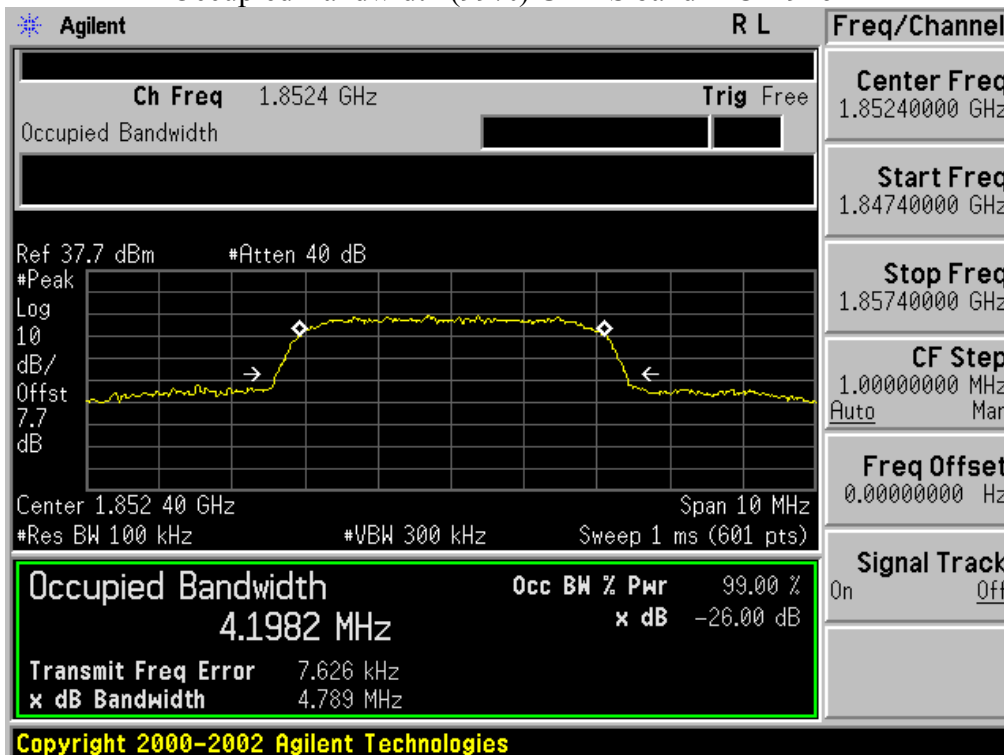 Agilent R L Freq/Channel
Ch Freq 1.8524 GHz Trig Free
Occupied Bandwidth
Center Freq
1.85240000 GHz
Start Freq
1.84740000 GHz
Stop Freq
1.85740000 GHz
CF Step
1.00000000 MHz
Auto Man
Freq Offset
0.00000000 Hz
Signal Track
On Off
Ref 37.7 dBm #Atten 40 dB
#Peak
Log
10
dB/
Offst
7.7
dB
Center 1.852 40 GHz Span 10 MHz
#Res BW 100 kHz #VBW 300 kHz Sweep 1 ms (601 pts)
Occupied Bandwidth Occ BW % Pwr 99.00 %
4.1982 MHz x dB -26.00 dB
Transmit Freq Error 7.626 kHz
x dB Bandwidth 4.789 MHz
Copyright 2000-2002 Agilent Technologies